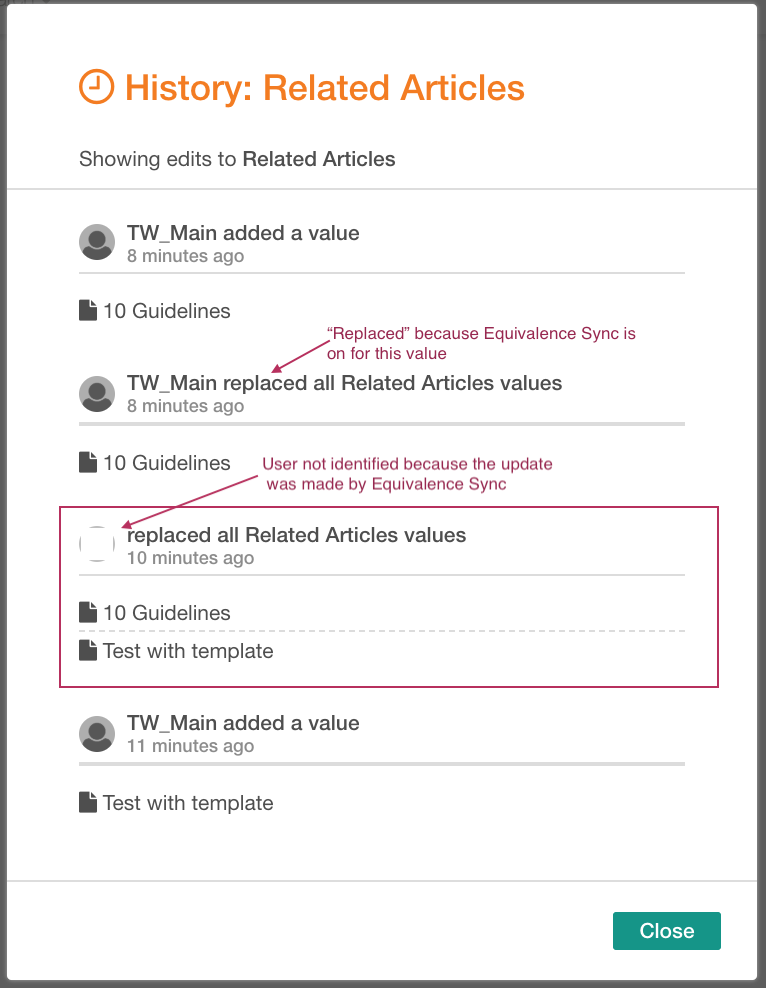 History: Related Articles
Showing edits to Related Articles
TW_Main added a value
8 minutes ago
10 Guidelines
“Replaced” because Equivalence Sync is
on for this value
TW_Main replaced all Related Articles values
8 minutes ago
10 Guidelines
User not identified because the update
was made by Equivalence Sync
replaced all Related Articles values
10 minutes ago
10 Guidelines
Test with template
TW_Main added a value
11 minutes ago
Test with template
Close